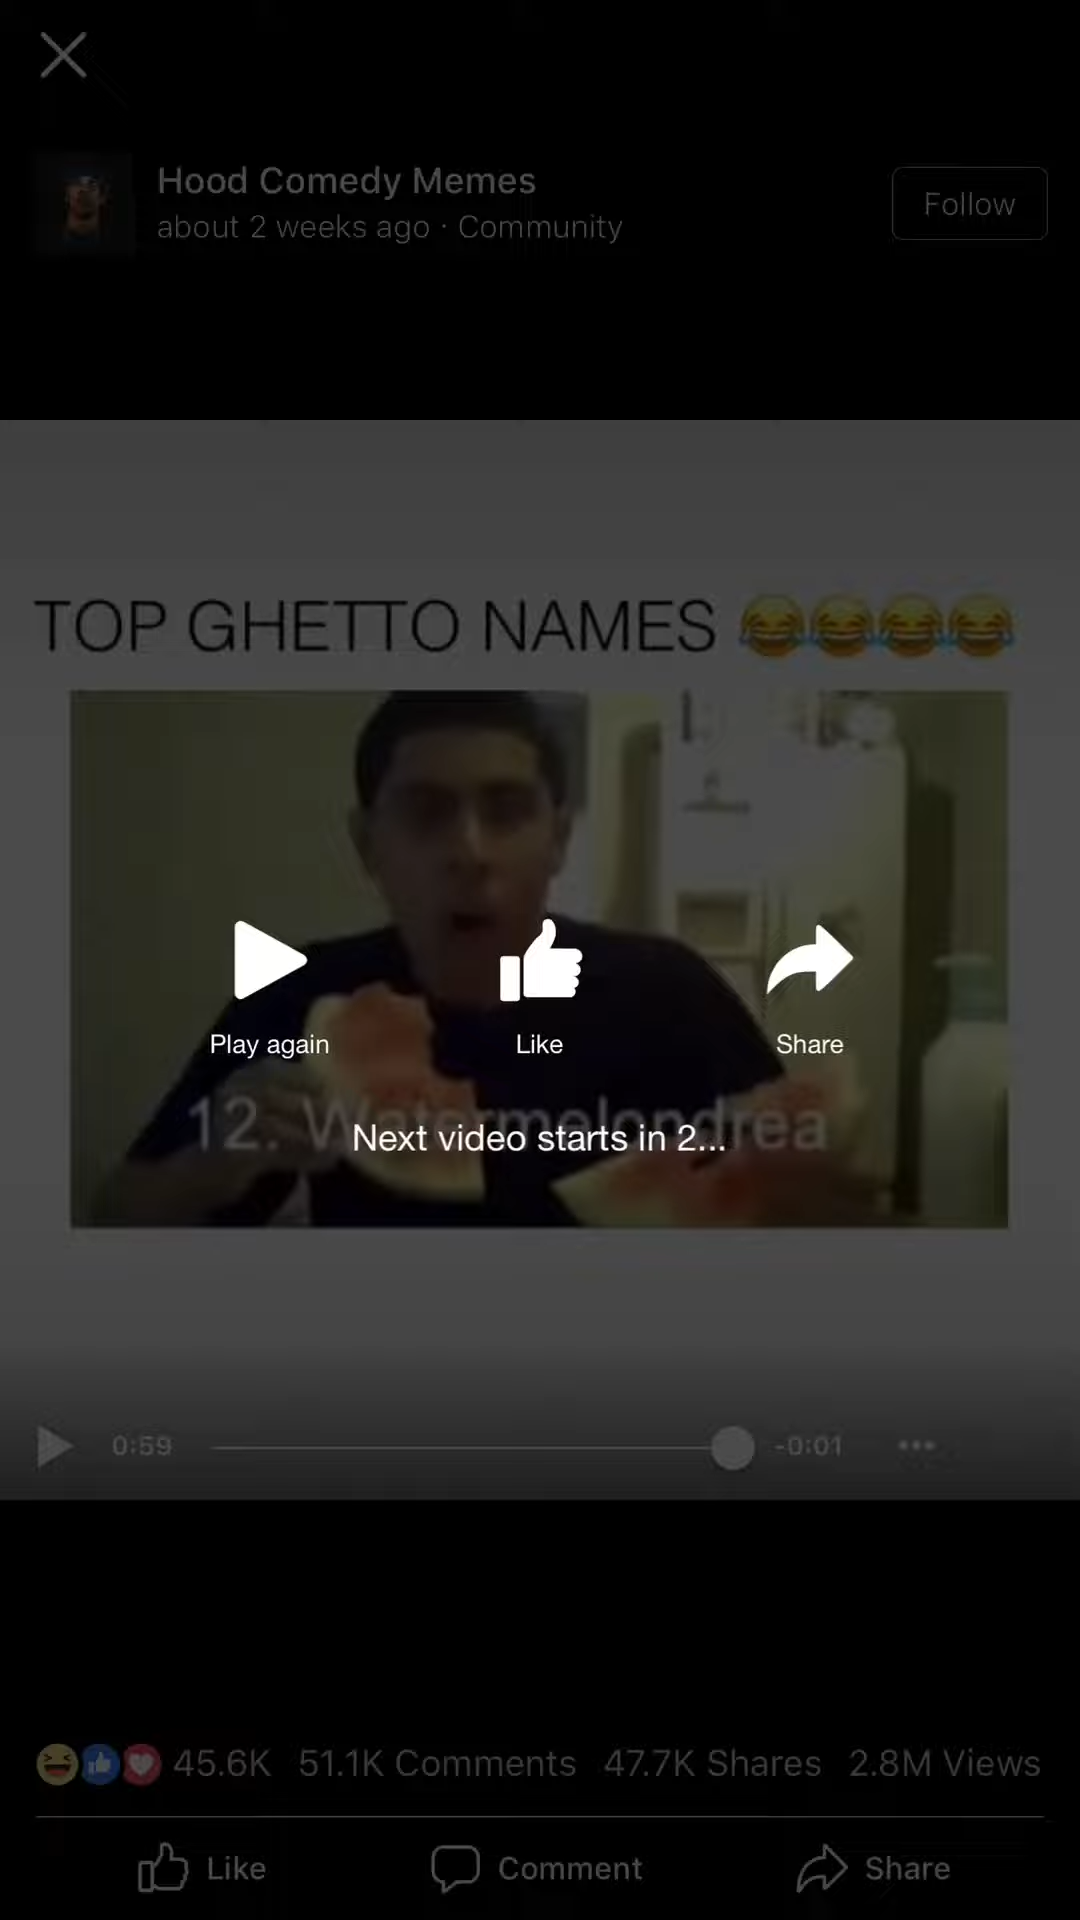 Hood Comedy Memes
about 2 weeks ago · Community
Follow
TOP GHETTO NAMES 😂😂😂😂
Play again
Like
Share
12. Watermelondrea
Next video starts in 2...
0:59
-0:01
45.6K 51.1K Comments 47.7K Shares 2.8M Views
Like
Comment
Share